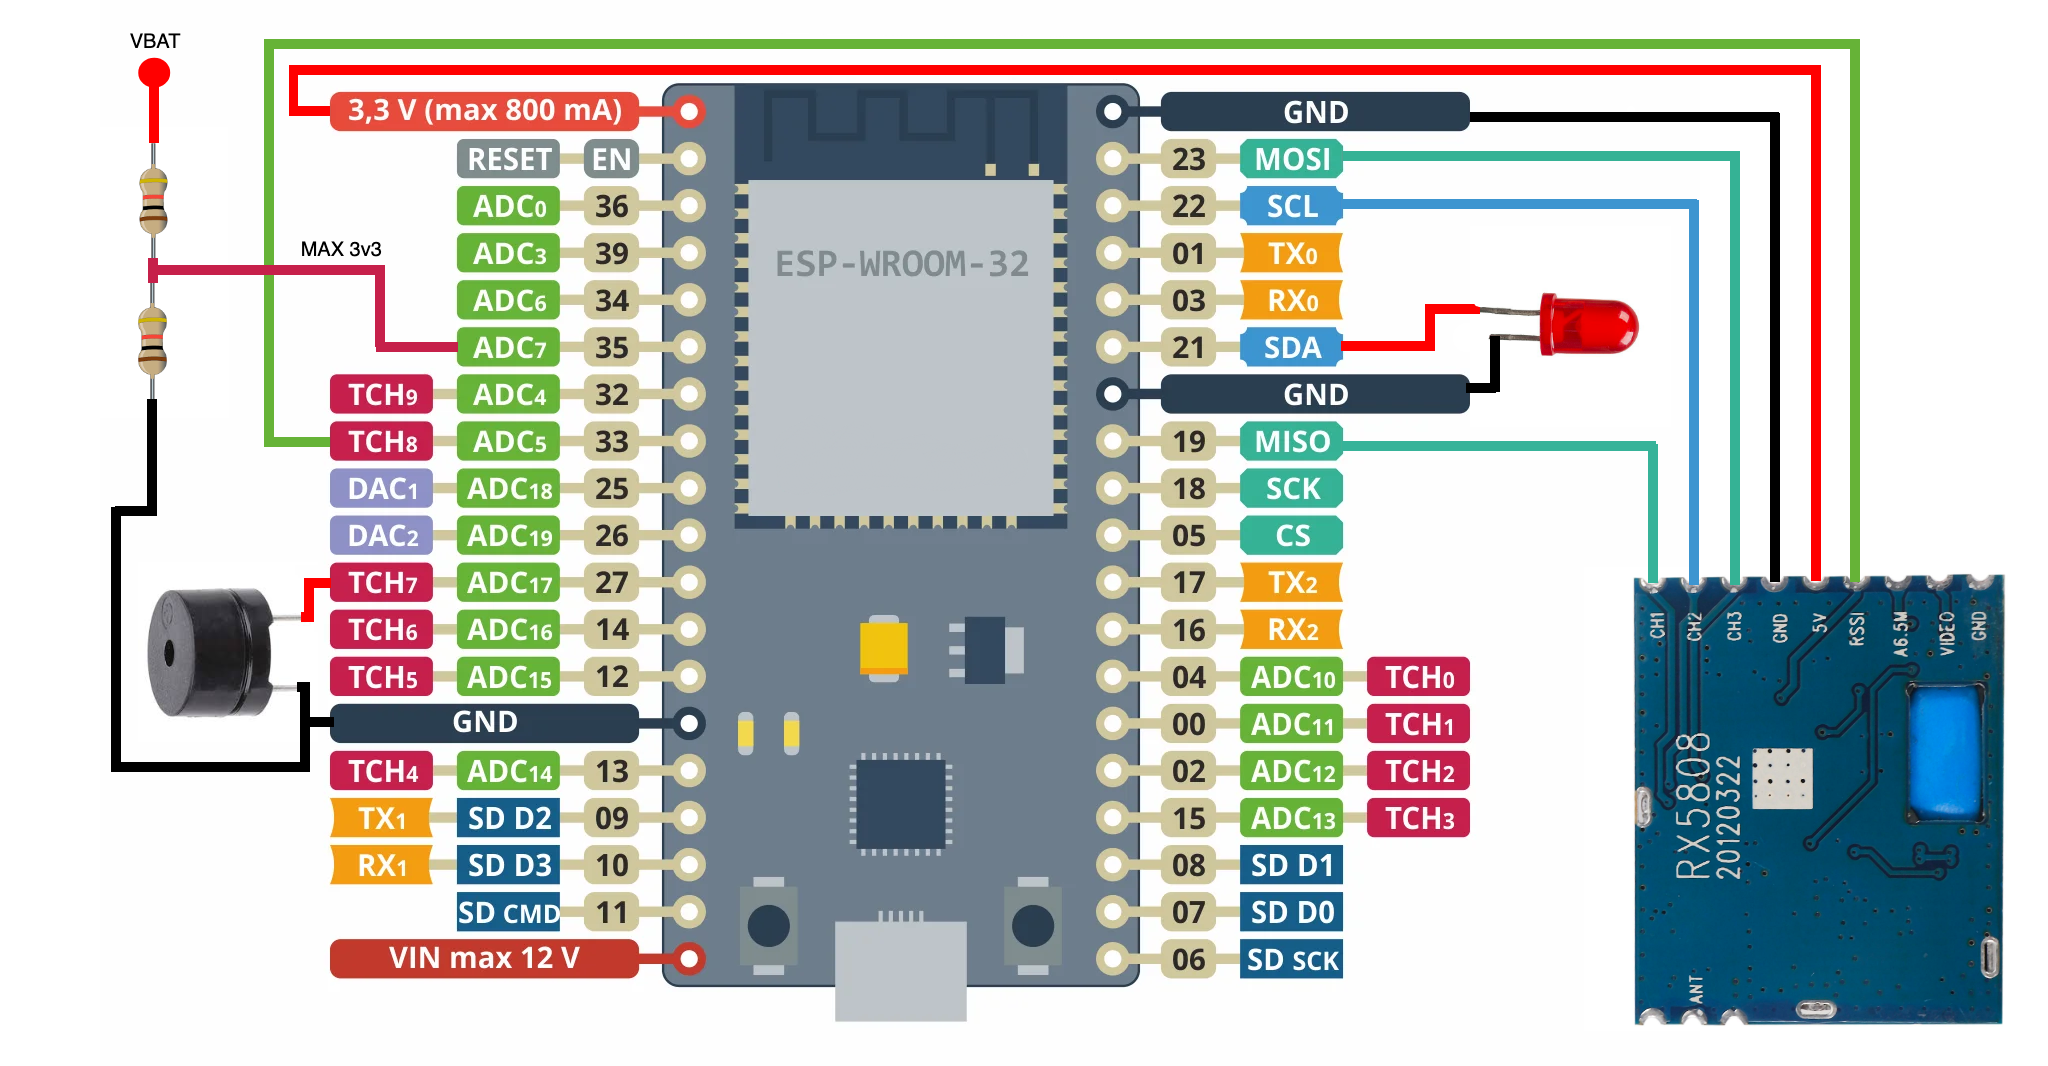 VBAT
3,3 V (max 800 mA)
GND
RESET EN
23 MOSI
ADC0 36
22 SCL
MAX 3v3
ADC3 39
ESP-WROOM-32
01 TX0
ADC6 34
03 RX0
ADC7 35
21 SDA
TCH9 ADC4 32
GND
TCH8 ADC5 33
19 MISO
DAC1 ADC18 25
18 SCK
DAC2 ADC19 26
05 CS
TCH7 ADC17 27
17 TX2
TCH6 ADC16 14
16 RX2
TCH5 ADC15 12
04 ADC10 TCH0
GND
00 ADC11 TCH1
TCH4 ADC14 13
02 ADC12 TCH2
TX1 SD D2 09
15 ADC13 TCH3
RX1 SD D3 10
08 SD D1
SD CMD 11
07 SD D0
VIN max 12 V
06 SD SCK
CH1
CH2
CH3
GND
5V
RSSI
A6.5M
VIDEO
GND
RX5808
20120322
ANT